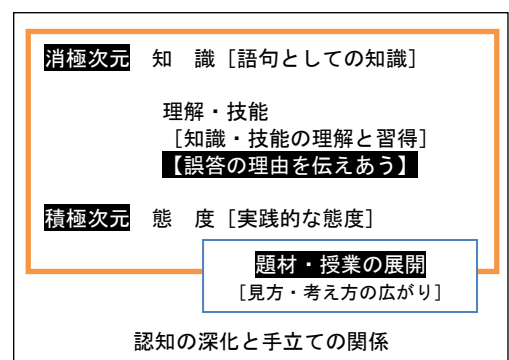 消極次元 知　識［語句としての知識］
理解・技能
［知識・技能の理解と習得］
【誤答の理由を伝えあう】
積極次元 態　度［実践的な態度］
題材・授業の展開
［見方・考え方の広がり］
認知の深化と手立ての関係